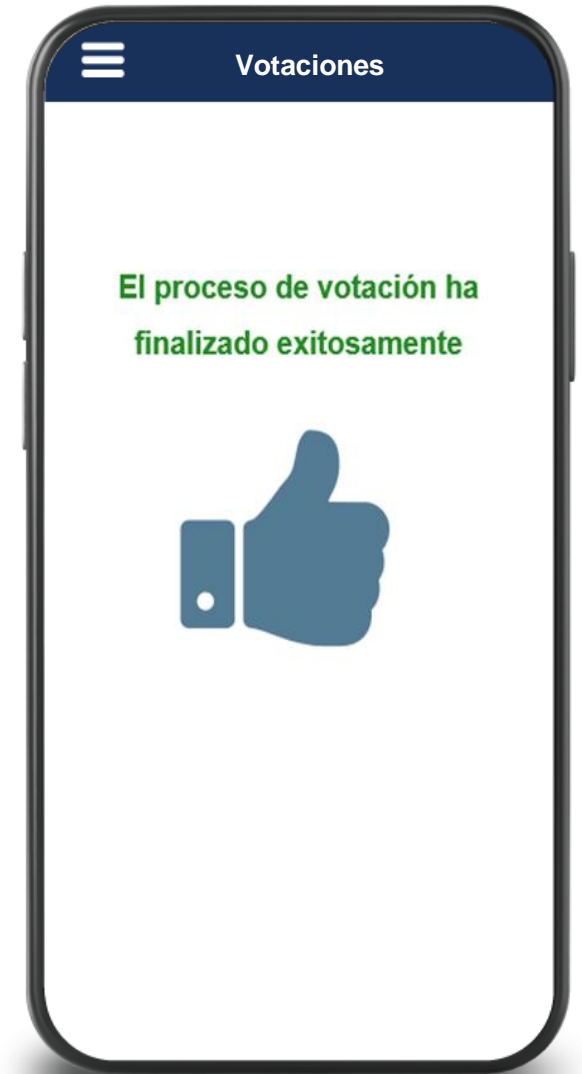 Votaciones
El proceso de votación ha
finalizado exitosamente